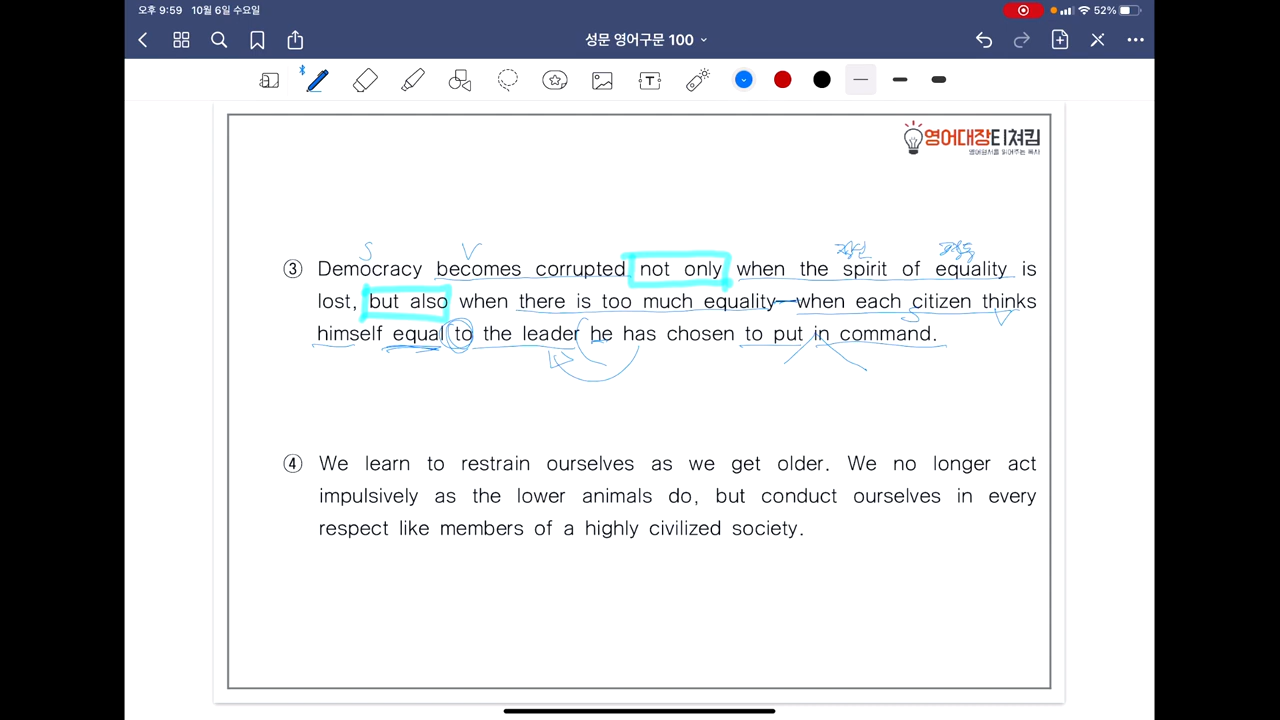 오후 9:59 10월 6일 수요일
52%
성문 영어구문 100
영어대장티쳐킴
③ Democracy becomes corrupted not only when the spirit of equality is
lost, but also when there is too much equality—when each citizen thinks
himself equal to the leader he has chosen to put in command.
S V
S V
④ We learn to restrain ourselves as we get older. We no longer act
impulsively as the lower animals do, but conduct ourselves in every
respect like members of a highly civilized society.